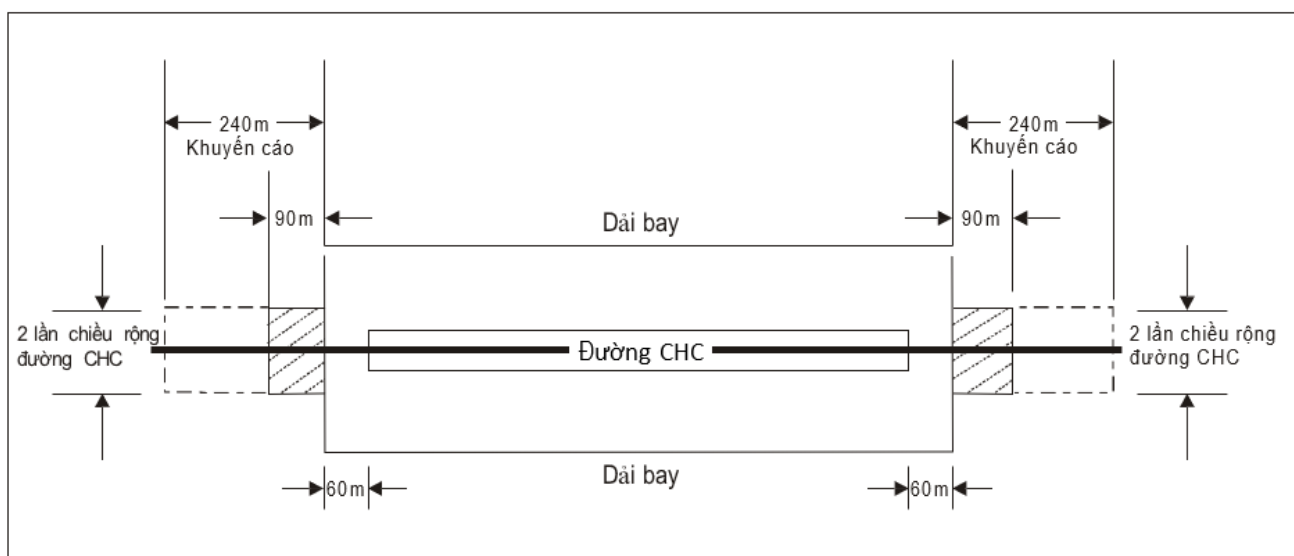 240m
Khuyến cáo
240m
Khuyến cáo
90m
Dải bay
90m
2 lần chiều rộng
đường CHC
Đường CHC
2 lần chiều rộng
đường CHC
60m
Dải bay
60m